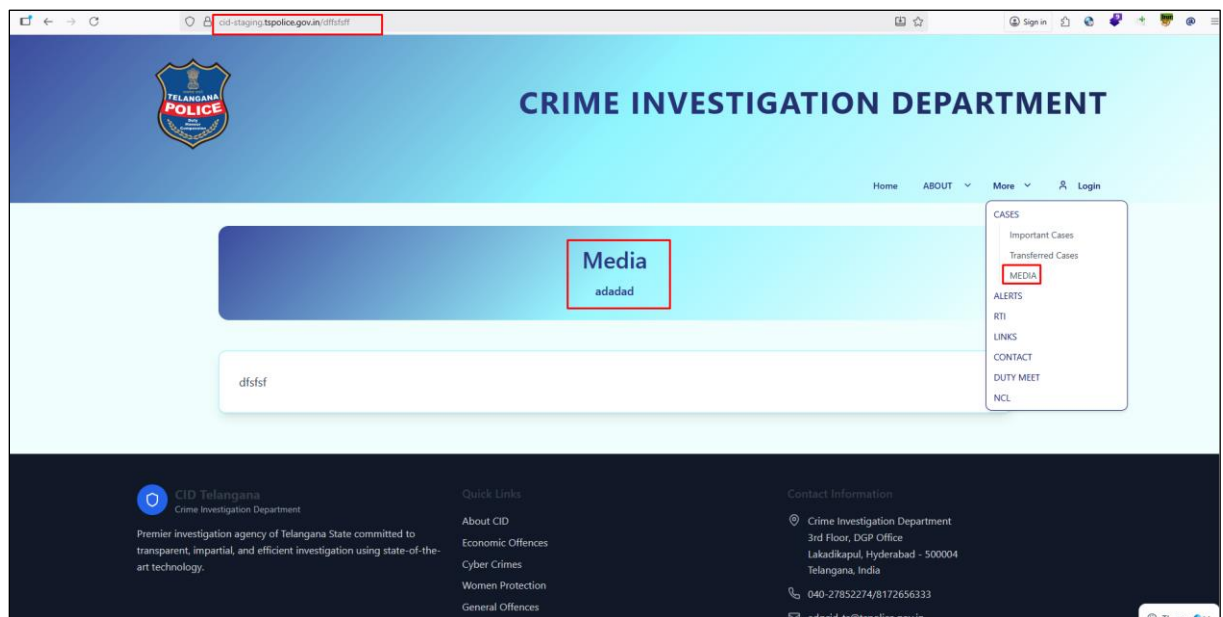 cid-staging.tspolice.gov.in/dffsfsff
Sign in
TELANGANA
POLICE
CRIME INVESTIGATION DEPARTMENT
Home ABOUT More Login
CASES
Important Cases
Transferred Cases
MEDIA
ALERTS
RTI
LINKS
CONTACT
DUTY MEET
NCL
Media
adadad
dfsfsf
CID Telangana
Crime Investigation Department
Premier investigation agency of Telangana State committed to
transparent, impartial, and efficient investigation using state-of-the-
art technology.
Quick Links
About CID
Economic Offences
Cyber Crimes
Women Protection
General Offences
Contact Information
Crime Investigation Department
3rd Floor, DGP Office
Lakadikapul, Hyderabad - 500004
Telangana, India
040-27852274/8172656333